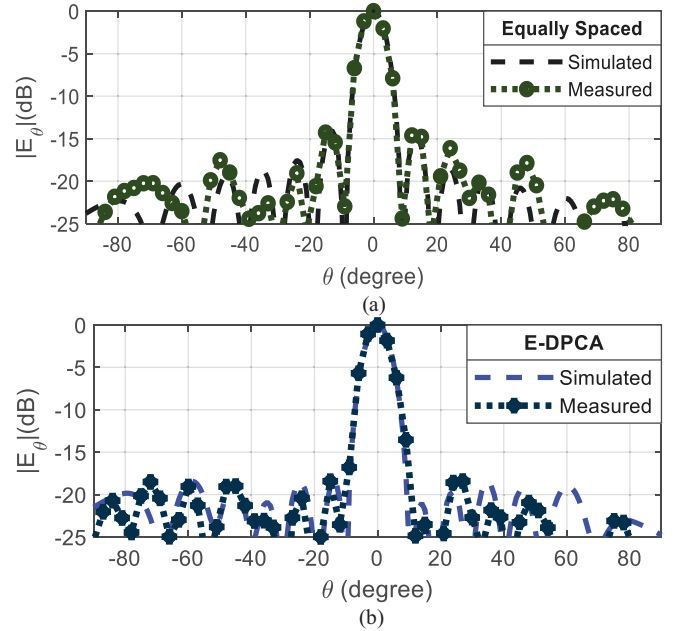 0
-5
-10
-15
-20
-25
|Eθ|(dB)
Equally Spaced
Simulated
Measured
-80 -60 -40 -20 0 20 40 60 80
θ (degree)
(a)
0
-5
-10
-15
-20
-25
|Eθ|(dB)
E-DPCA
Simulated
Measured
-80 -60 -40 -20 0 20 40 60 80
θ (degree)
(b)